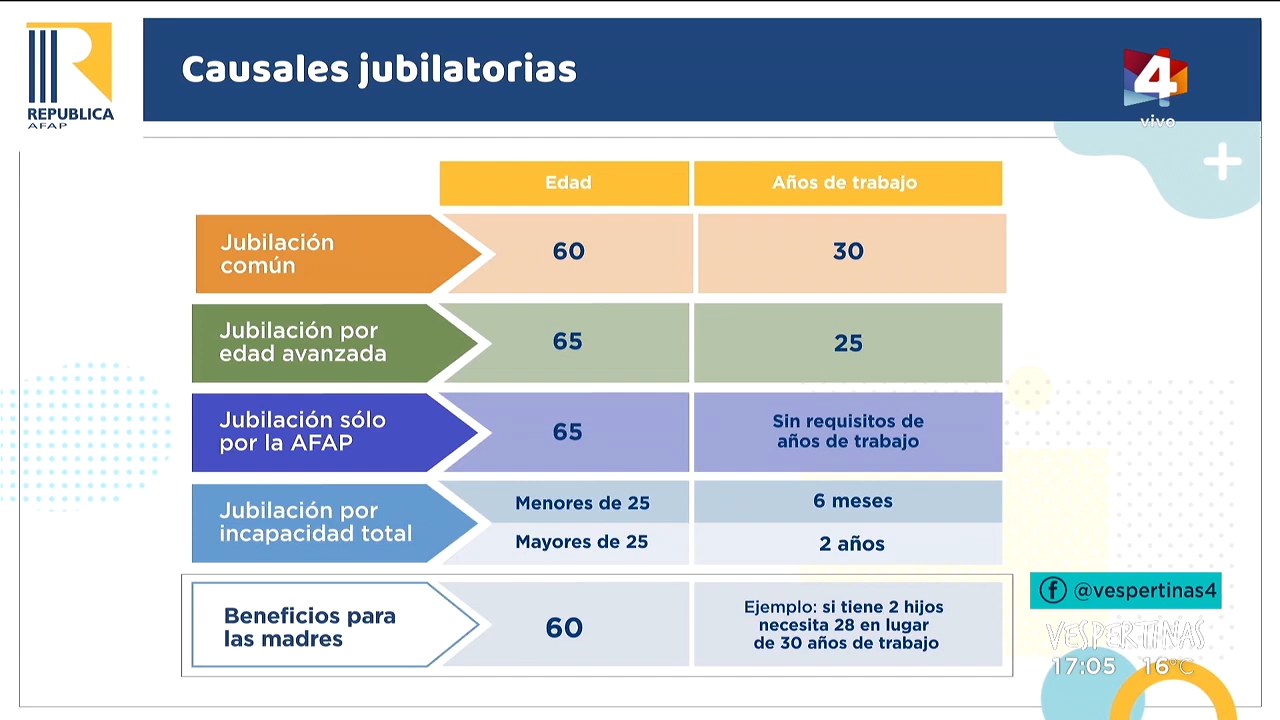 REPUBLICA
AFAP
Causales jubilatorias
4
vivo
Edad
Años de trabajo
Jubilación
común
60
30
Jubilación por
edad avanzada
65
25
Jubilación sólo
por la AFAP
65
Sin requisitos de
años de trabajo
Jubilación por
incapacidad total
Menores de 25
6 meses
Mayores de 25
2 años
Beneficios para
las madres
60
Ejemplo: si tiene 2 hijos
necesita 28 en lugar
de 30 años de trabajo
@vespertinas4
VESPERTINAS
17:05 16°C